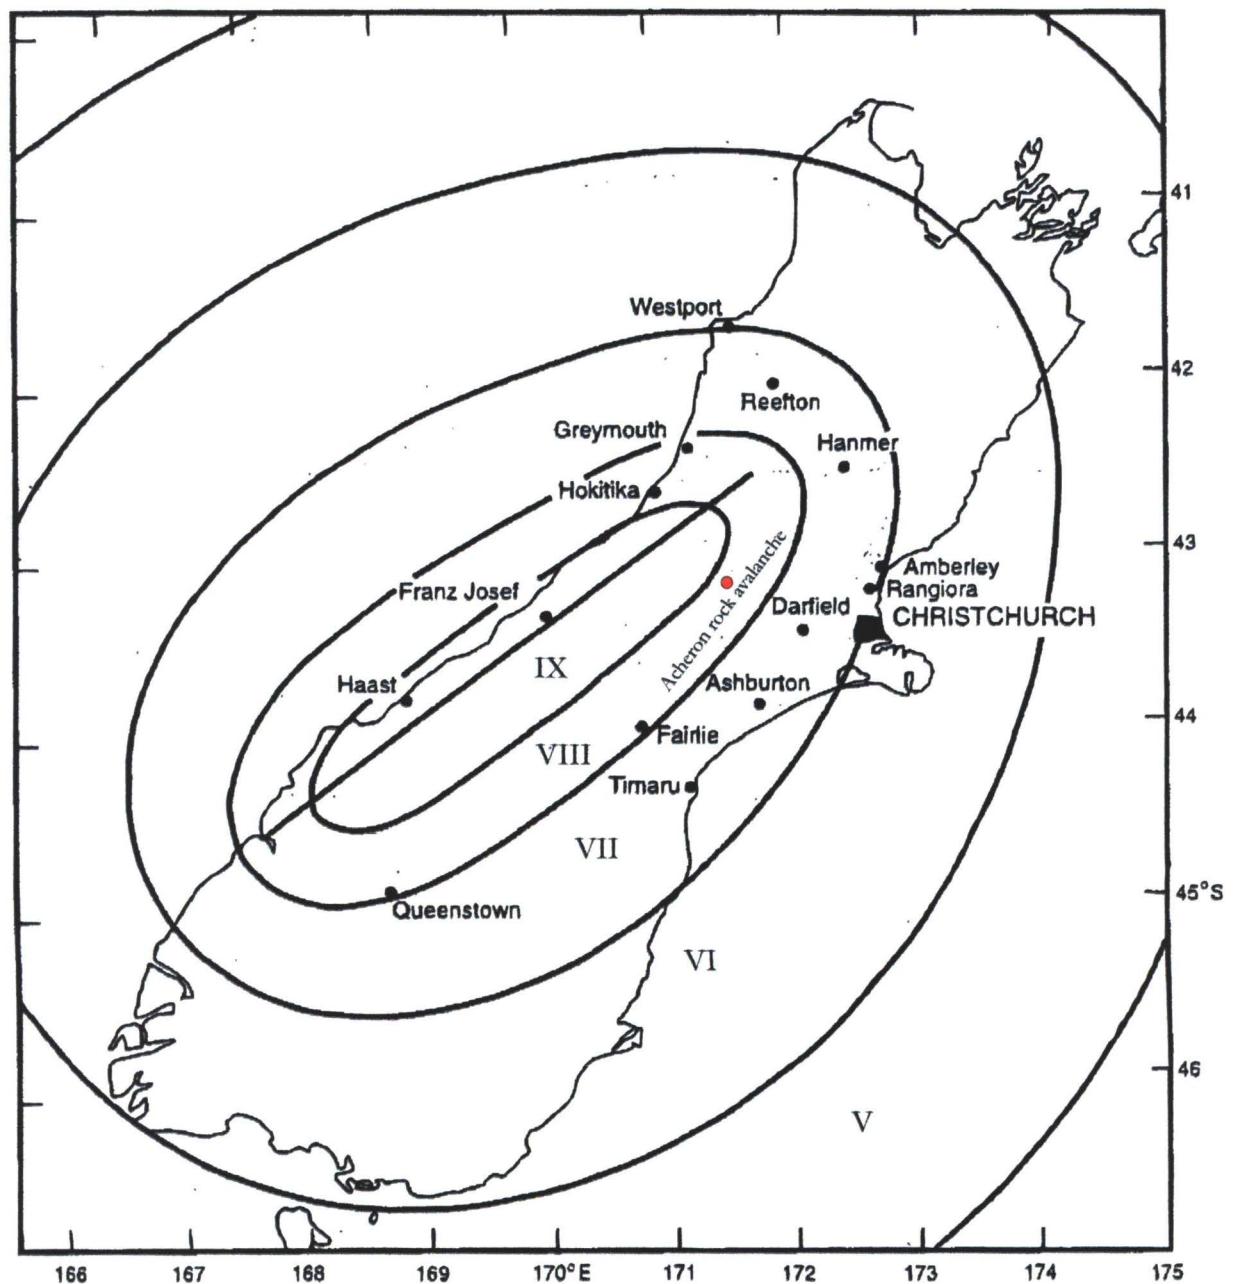 41
Westport
42
Reefton
Greymouth
Hanmer
Hokitika
43
Amberley
Franz Josef
Rangiora
Darfield
CHRISTCHURCH
Acheron rock avalanche
IX
Haast
Ashburton
44
Fairlie
VIII
Timaru
VII
45°S
Queenstown
VI
46
V
166 167 168 169 170°E 171 172 173 174 175